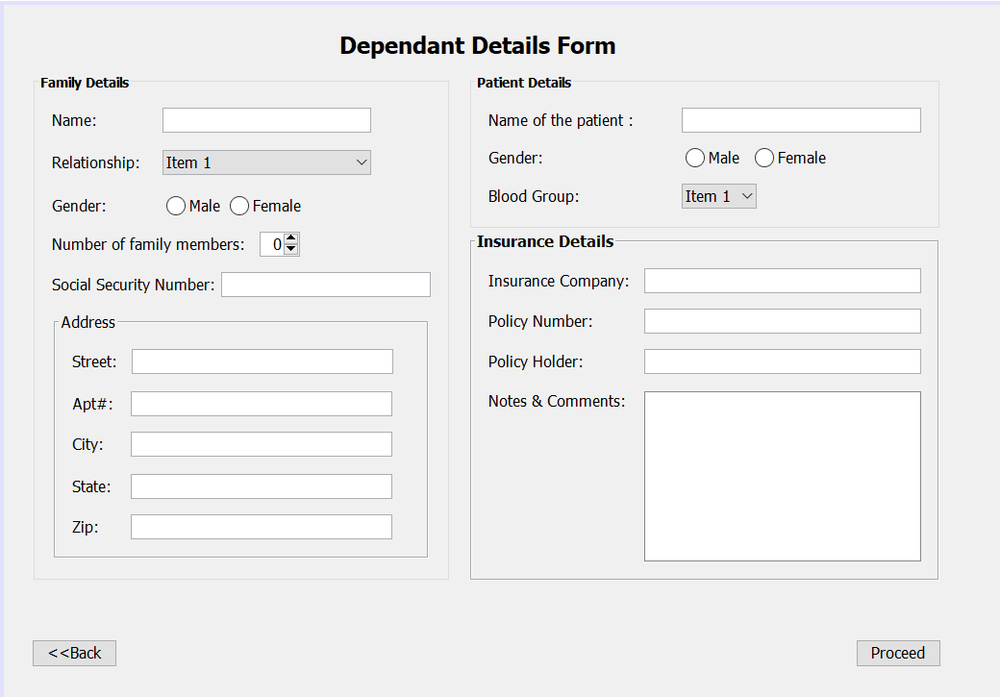 Dependant Details Form
Family Details
Name:
Relationship: Item 1
Gender: Male Female
Number of family members: 0
Social Security Number:
Address
Street:
Apt#:
City:
State:
Zip:
Patient Details
Name of the patient :
Gender: Male Female
Blood Group: Item 1
Insurance Details
Insurance Company:
Policy Number:
Policy Holder:
Notes & Comments:
<<Back
Proceed